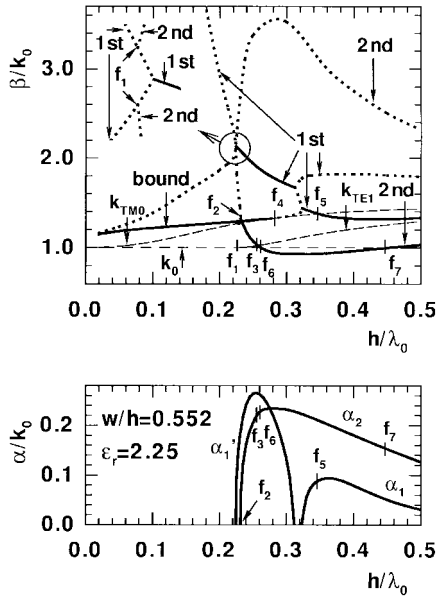 β/k₀
3.0
2.0
1.0
1st
2nd
f₁
1st
2nd
2nd
1st
bound
k_TM0
f₂
f₄
f₅
k_TE1
2nd
k₀
f₁
f₃
f₆
f₇
0.0 0.1 0.2 0.3 0.4 0.5
h/λ₀
α/k₀
0.2
0.1
0.0
w/h=0.552
εᵣ=2.25
α₁'
f₃
f₆
α₂
f₇
f₂
f₅
α₁
0.0 0.1 0.2 0.3 0.4 0.5
h/λ₀